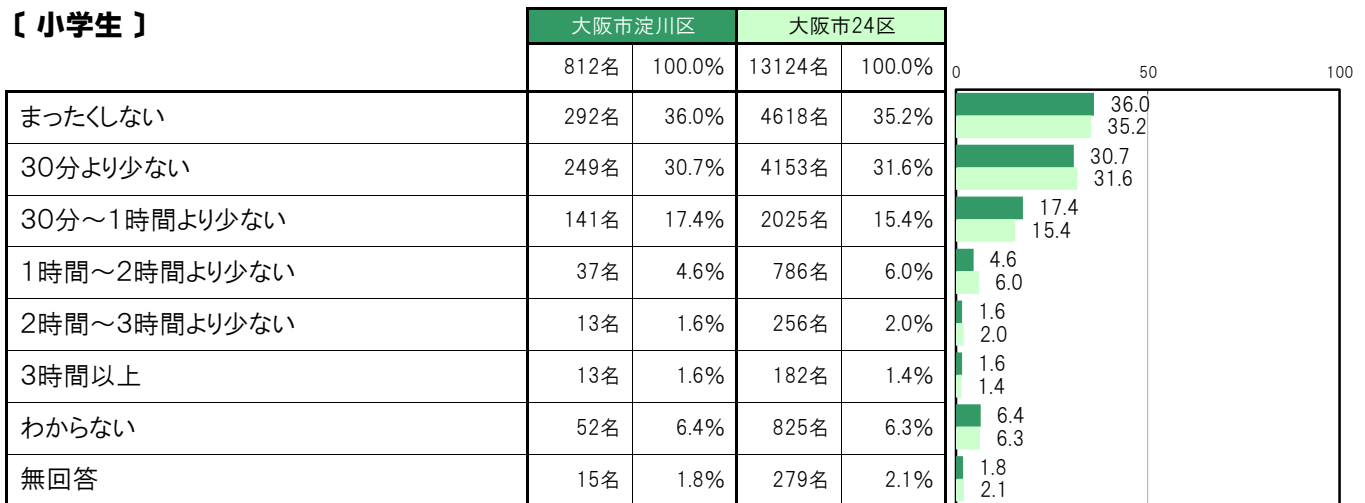 〔 小学生 〕
大阪市淀川区 大阪市24区
812名 100.0% 13124名 100.0% 0 50 100
まったくしない 292名 36.0% 4618名 35.2% 36.0
35.2
30分より少ない 249名 30.7% 4153名 31.6% 30.7
31.6
30分～1時間より少ない 141名 17.4% 2025名 15.4% 17.4
15.4
1時間～2時間より少ない 37名 4.6% 786名 6.0% 4.6
6.0
2時間～3時間より少ない 13名 1.6% 256名 2.0% 1.6
2.0
3時間以上 13名 1.6% 182名 1.4% 1.6
1.4
わからない 52名 6.4% 825名 6.3% 6.4
6.3
無回答 15名 1.8% 279名 2.1% 1.8
2.1